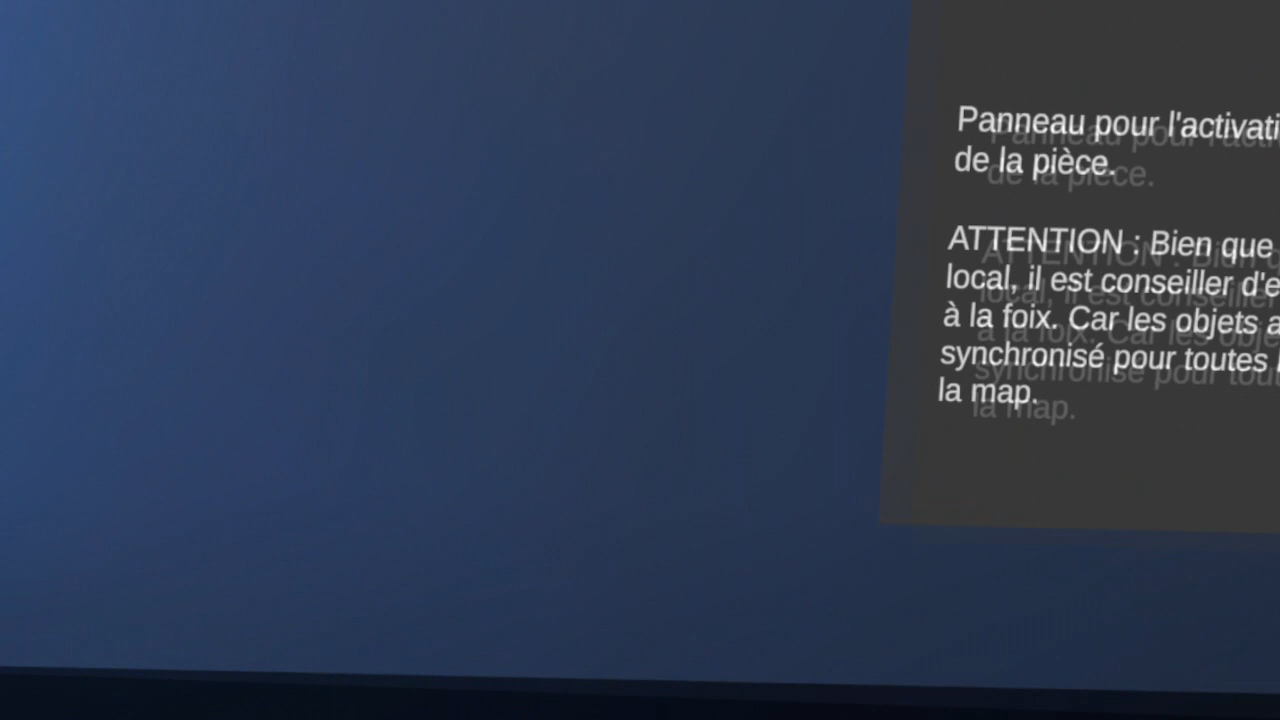 Panneau pour l'activati
de la pièce.
ATTENTION : Bien que
local, il est conseiller d'e
à la foix. Car les objets a
synchronisé pour toutes
la map.